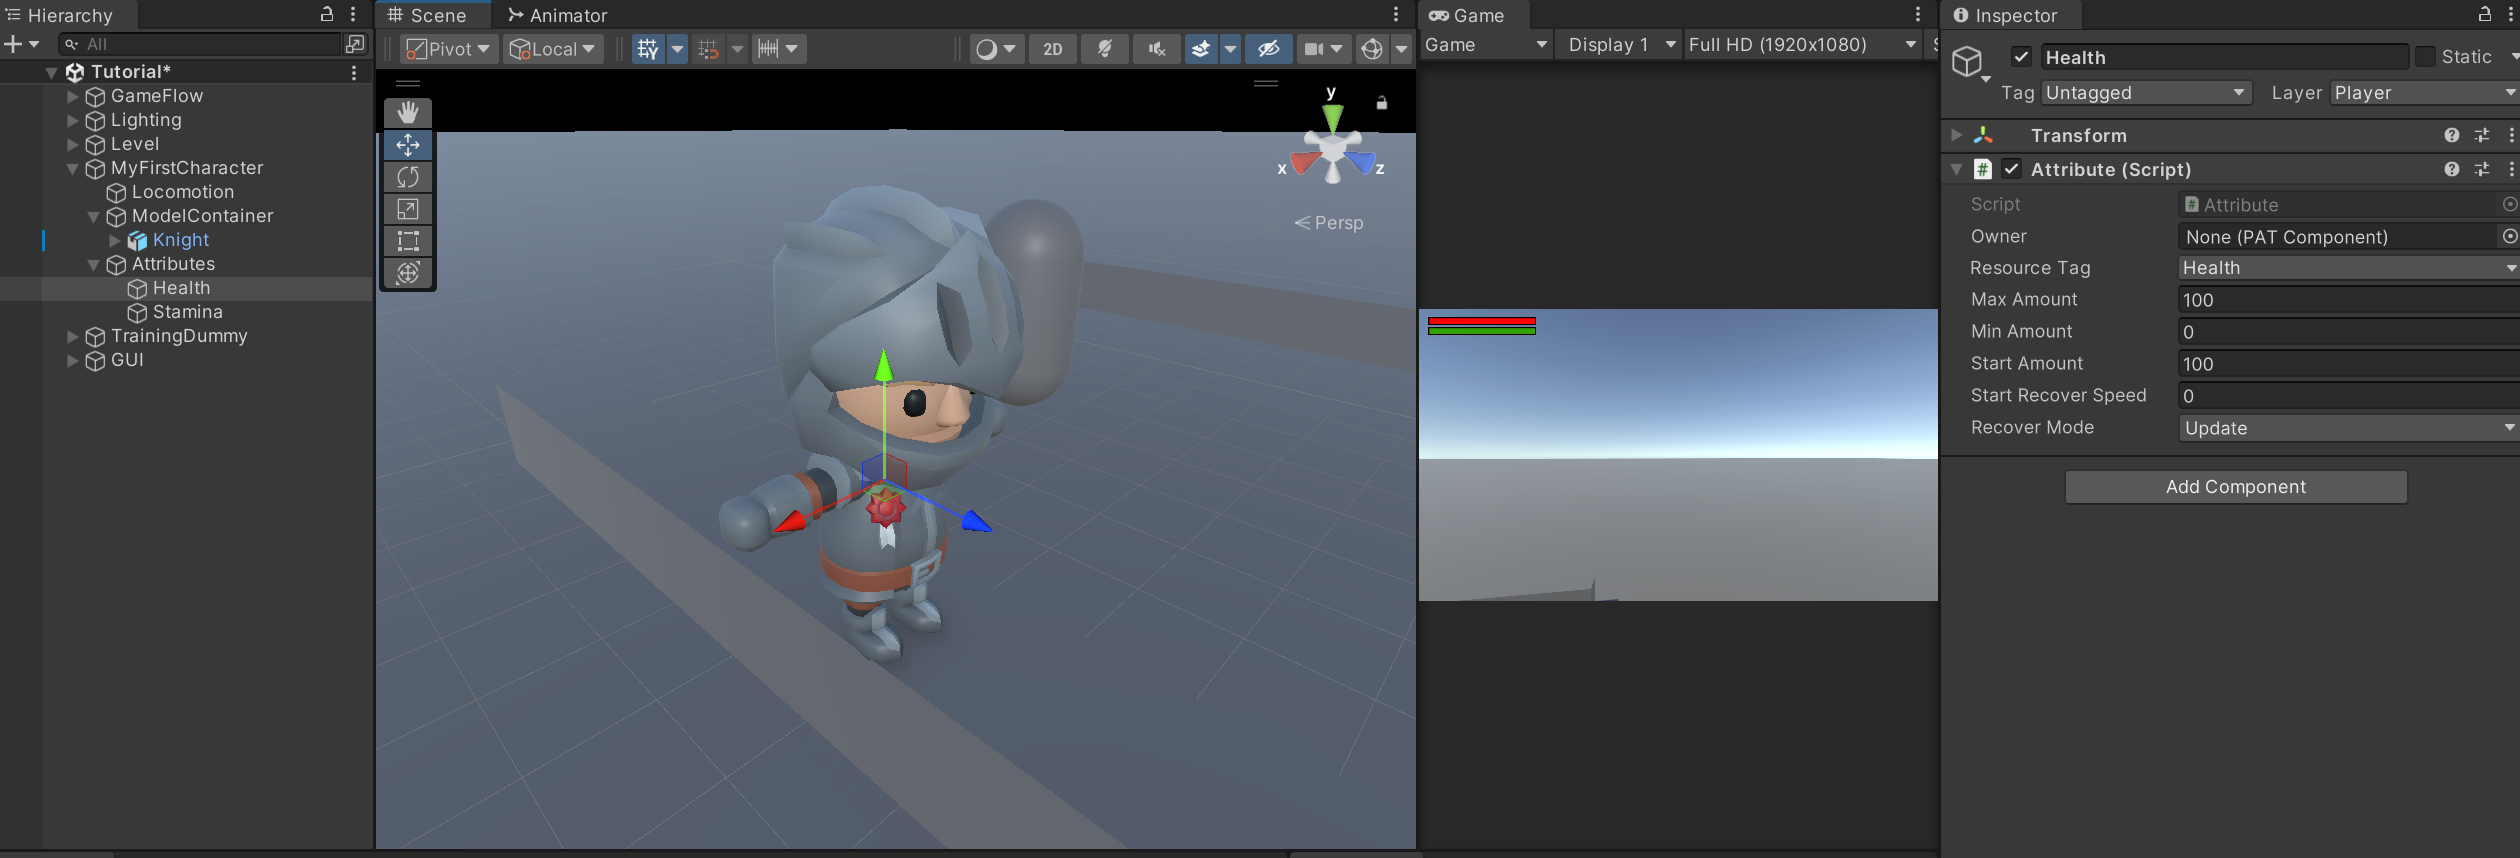 Hierarchy
All
Tutorial*
GameFlow
Lighting
Level
MyFirstCharacter
Locomotion
ModelContainer
Knight
Attributes
Health
Stamina
TrainingDummy
GUI
Scene
Animator
Pivot
Local
2D
y
x
z
Persp
Game
Game
Display 1
Full HD (1920x1080)
Inspector
Health
Static
Tag
Untagged
Layer
Player
Transform
Attribute (Script)
Script
Attribute
Owner
None (PAT Component)
Resource Tag
Health
Max Amount
100
Min Amount
0
Start Amount
100
Start Recover Speed
0
Recover Mode
Update
Add Component